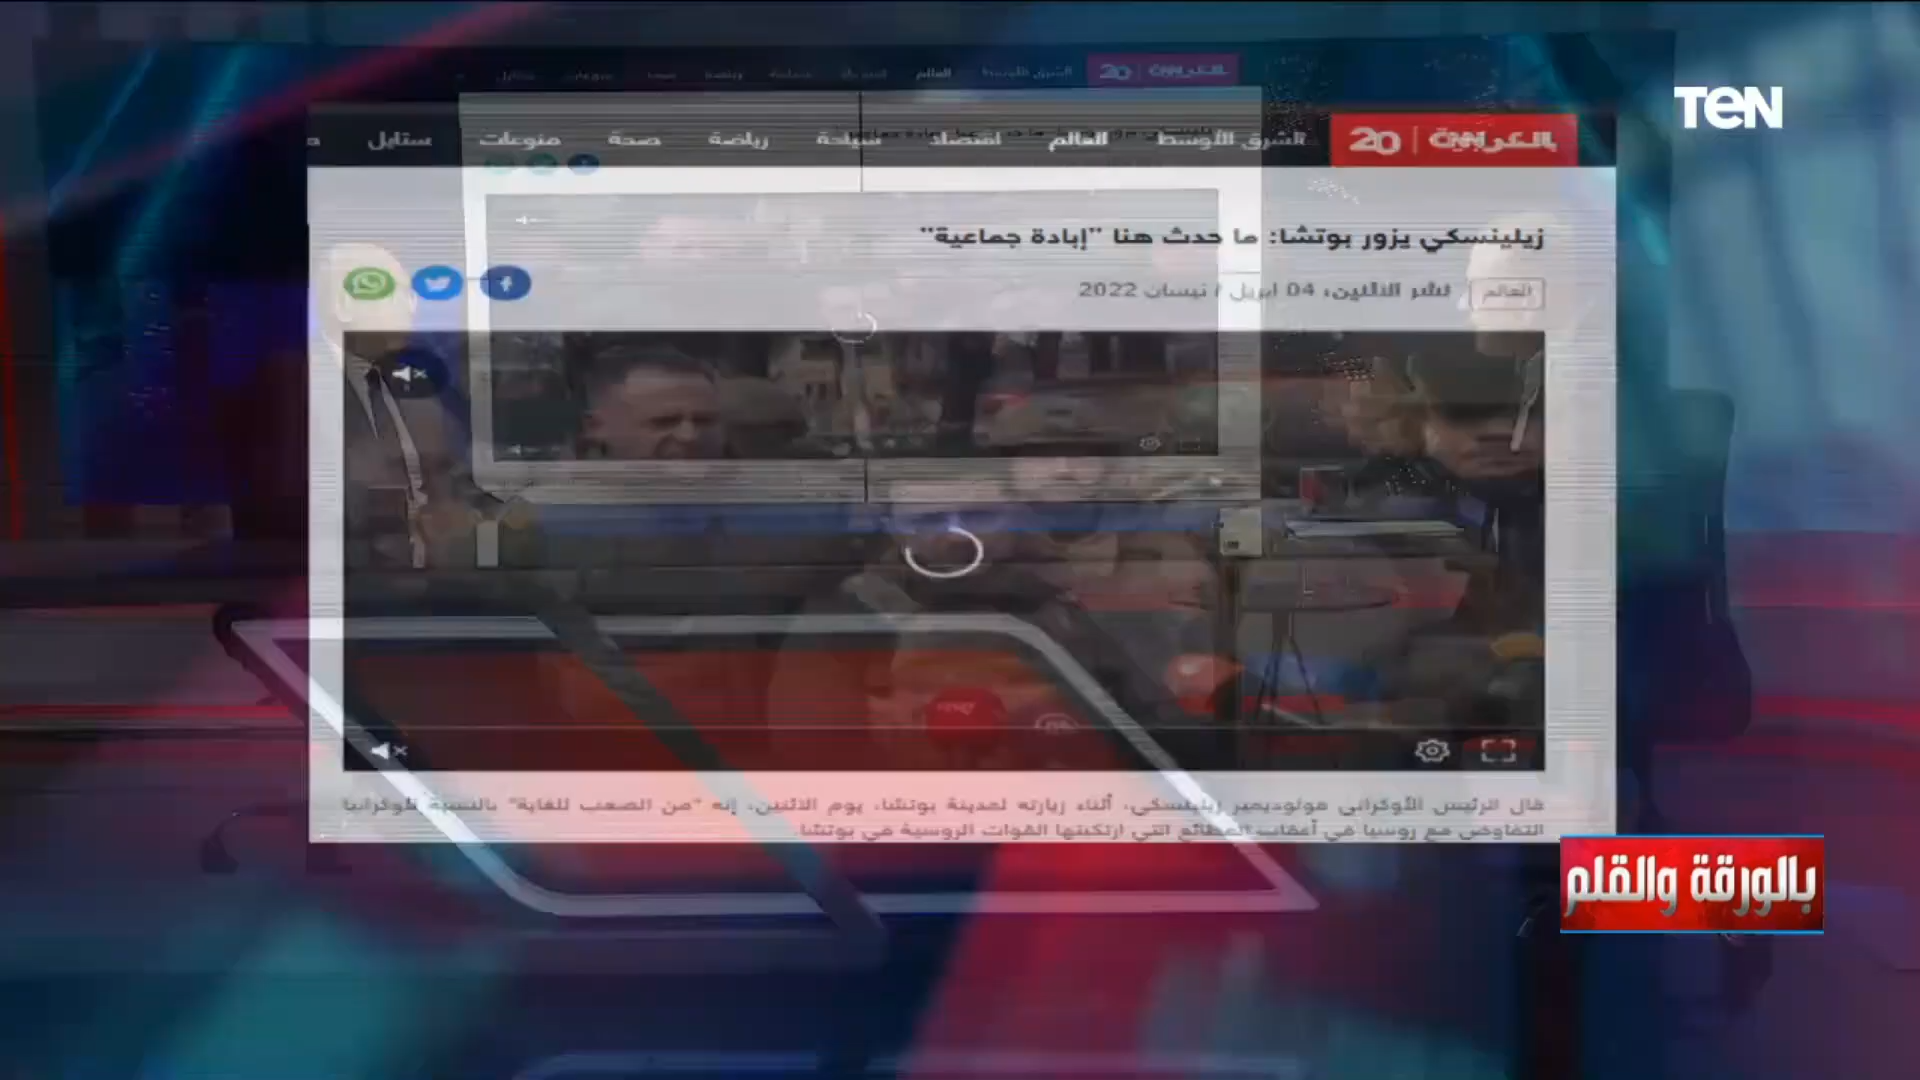 TeN
الشرق الأوسط العالم اقتصاد سياحة رياضة صحة منوعات ستايل
CNN بالعربية | 20
زيلينسكي يزور بوتشا: ما حدث هنا "إبادة جماعية"
العالم نشر الاثنين، 04 ابريل / نيسان 2022
قال الرئيس الأوكراني فولوديمير زيلينسكي، أثناء زيارته لمدينة بوتشا، يوم الاثنين، إنه "من الصعب للغاية" بالنسبة لأوكرانيا
التفاوض مع روسيا في أعقاب الفظائع التي ارتكبتها القوات الروسية في بوتشا.
بالورقة والقلم